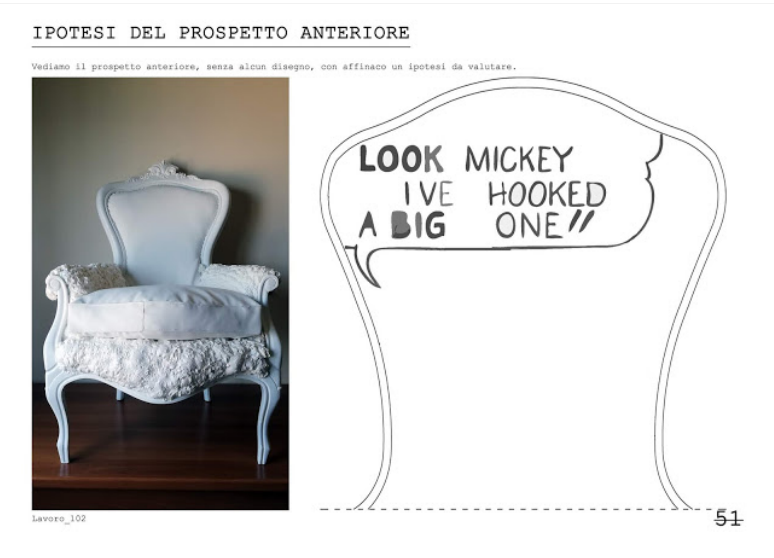 IPOTESI DEL PROSPETTO ANTERIORE
Vediamo il prospetto anteriore, senza alcun disegno, con affinaco un ipotesi da valutare.
LOOK MICKEY
IVE HOOKED
A BIG ONE!!
Lavoro_102
51